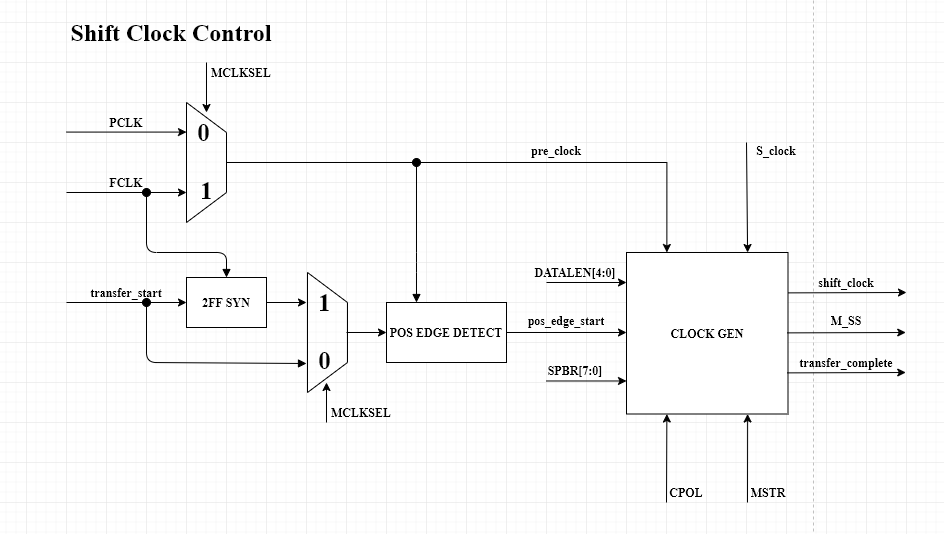 Shift Clock Control
MCLKSEL
PCLK
0
pre_clock
S_clock
FCLK
1
DATALEN[4:0]
shift_clock
transfer_start
2FF SYN
1
pos_edge_start
M_SS
POS EDGE DETECT
CLOCK GEN
0
SPBR[7:0]
transfer_complete
MCLKSEL
CPOL
MSTR